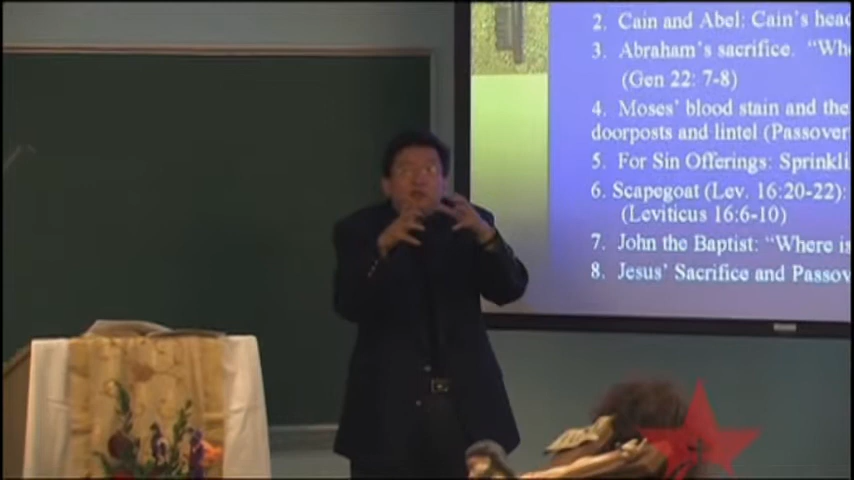 2. Cain and Abel: Cain's head
3. Abraham's sacrifice. "Wh
(Gen 22: 7-8)
4. Moses' blood stain and the
doorposts and lintel (Passover
5. For Sin Offerings: Sprinkli
6. Scapegoat (Lev. 16:20-22):
(Leviticus 16:6-10)
7. John the Baptist: "Where is
8. Jesus' Sacrifice and Passov